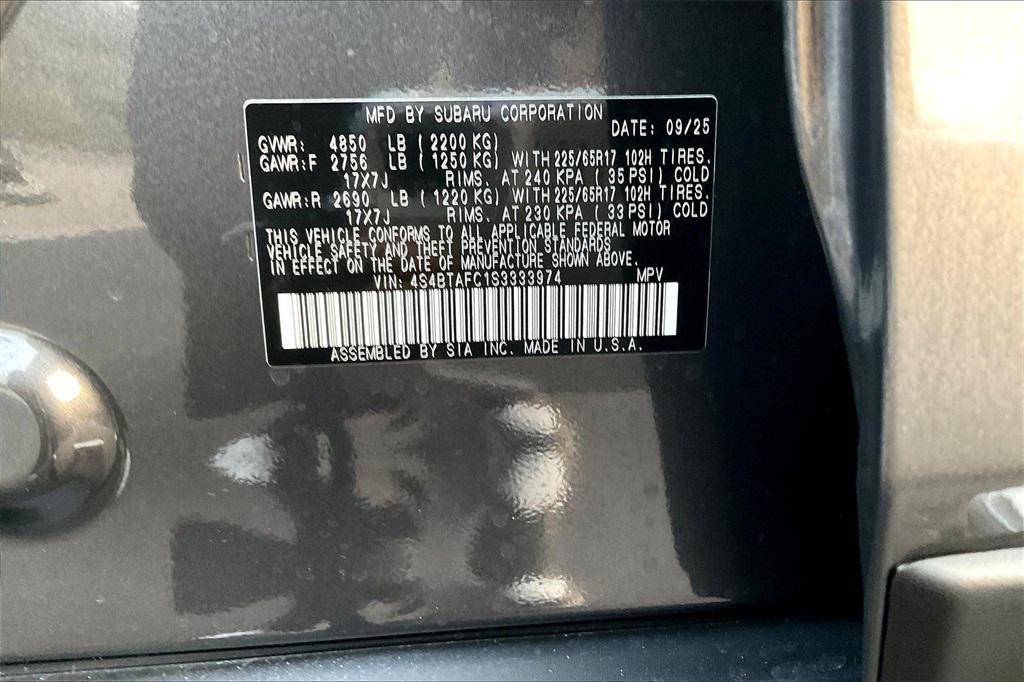 MFD BY SUBARU CORPORATION
DATE: 09/25
GVWR: 4850 LB ( 2200 KG)
GAWR:F 2756 LB ( 1250 KG) WITH 225/65R17 102H TIRES.
17X7J RIMS. AT 240 KPA ( 35 PSI) COLD
GAWR:R 2690 LB ( 1220 KG) WITH 225/65R17 102H TIRES.
17X7J RIMS. AT 230 KPA ( 33 PSI) COLD
THIS VEHICLE CONFORMS TO ALL APPLICABLE FEDERAL MOTOR
VEHICLE SAFETY AND THEFT PREVENTION STANDARDS
IN EFFECT ON THE DATE OF MANUFACTURE SHOWN ABOVE.
VIN: 4S4BTAFC1S3333974 MPV
ASSEMBLED BY SIA INC. MADE IN U.S.A.